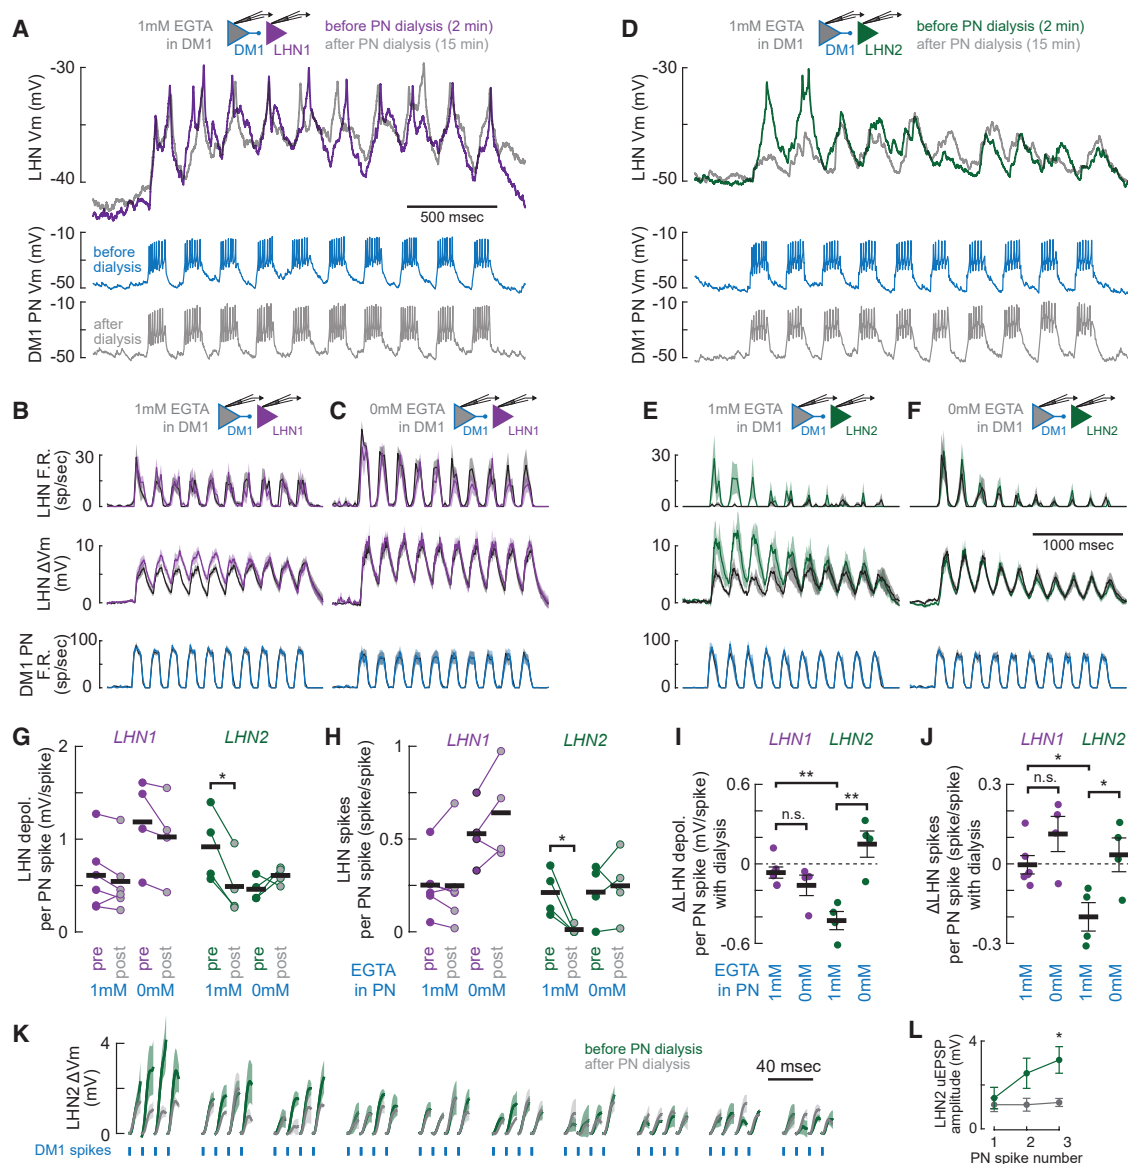 A
1mM EGTA
in DM1
DM1
LHN1
before PN dialysis (2 min)
after PN dialysis (15 min)
LHN Vm (mV)
-30
-40
500 msec
DM1 PN Vm (mV)
-10
-50
before
dialysis
-10
-50
after
dialysis
D
1mM EGTA
in DM1
DM1
LHN2
before PN dialysis (2 min)
after PN dialysis (15 min)
LHN Vm (mV)
-30
-50
DM1 PN Vm (mV)
-10
-50
-10
-50
B
1mM EGTA
in DM1
DM1
LHN1
LHN F.R.
(sp/sec)
30
0
LHN ΔVm
(mV)
10
0
DM1 PN
F.R.
(sp/sec)
100
0
C
0mM EGTA
in DM1
DM1
LHN1
E
1mM EGTA
in DM1
DM1
LHN2
LHN F.R.
(sp/sec)
30
0
LHN ΔVm
(mV)
10
0
DM1 PN
F.R.
(sp/sec)
100
0
F
0mM EGTA
in DM1
DM1
LHN2
1000 msec
G
LHN1
LHN2
LHN depol.
per PN spike (mV/spike)
2
1
0
*
pre
post
pre
post
pre
post
pre
post
1mM
0mM
1mM
0mM
H
LHN1
LHN2
LHN spikes
per PN spike (spike/spike)
1
0.5
0
*
pre
post
pre
post
pre
post
pre
post
EGTA
in PN
1mM
0mM
1mM
0mM
I
LHN1
LHN2
ΔLHN depol.
per PN spike (mV/spike)
with dialysis
0.6
0
-0.6
**
n.s.
**
EGTA
in PN
1mM
0mM
1mM
0mM
J
LHN1
LHN2
ΔLHN spikes
per PN spike (spike/spike)
with dialysis
0.3
0
-0.3
*
n.s.
*
1mM
0mM
1mM
0mM
K
LHN2 ΔVm
(mV)
4
2
0
before PN dialysis
after PN dialysis
40 msec
DM1 spikes
L
LHN2 uEPSP
amplitude (mV)
4
0
*
1
2
3
PN spike number